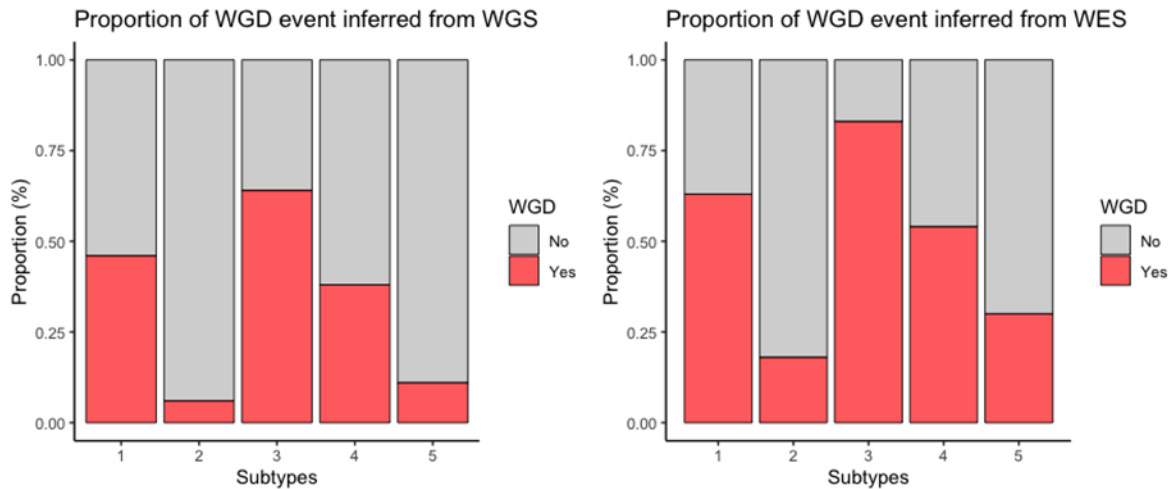 Proportion of WGD event inferred from WGS
Proportion (%)
1.00
0.75
0.50
0.25
0.00
1 2 3 4 5
Subtypes
WGD
No
Yes
Proportion of WGD event inferred from WES
Proportion (%)
1.00
0.75
0.50
0.25
0.00
1 2 3 4 5
Subtypes
WGD
No
Yes